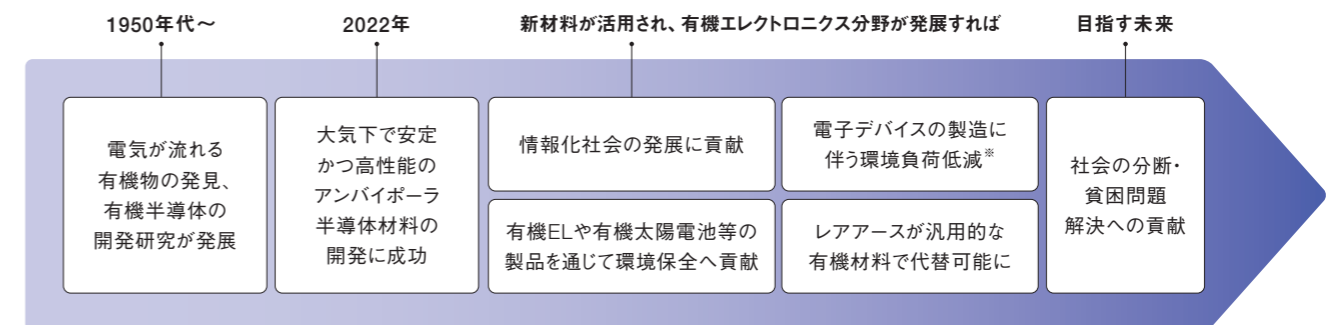 1950年代〜
2022年
新材料が活用され、有機エレクトロニクス分野が発展すれば
目指す未来
電気が流れる
有機物の発見、
有機半導体の
開発研究が発展
大気下で安定
かつ高性能の
アンバイポーラ
半導体材料の
開発に成功
情報化社会の発展に貢献
電子デバイスの製造に
伴う環境負荷低減※
有機ELや有機太陽電池等の
製品を通じて環境保全へ貢献
レアアースが汎用的な
有機材料で代替可能に
社会の分断・
貧困問題
解決への貢献